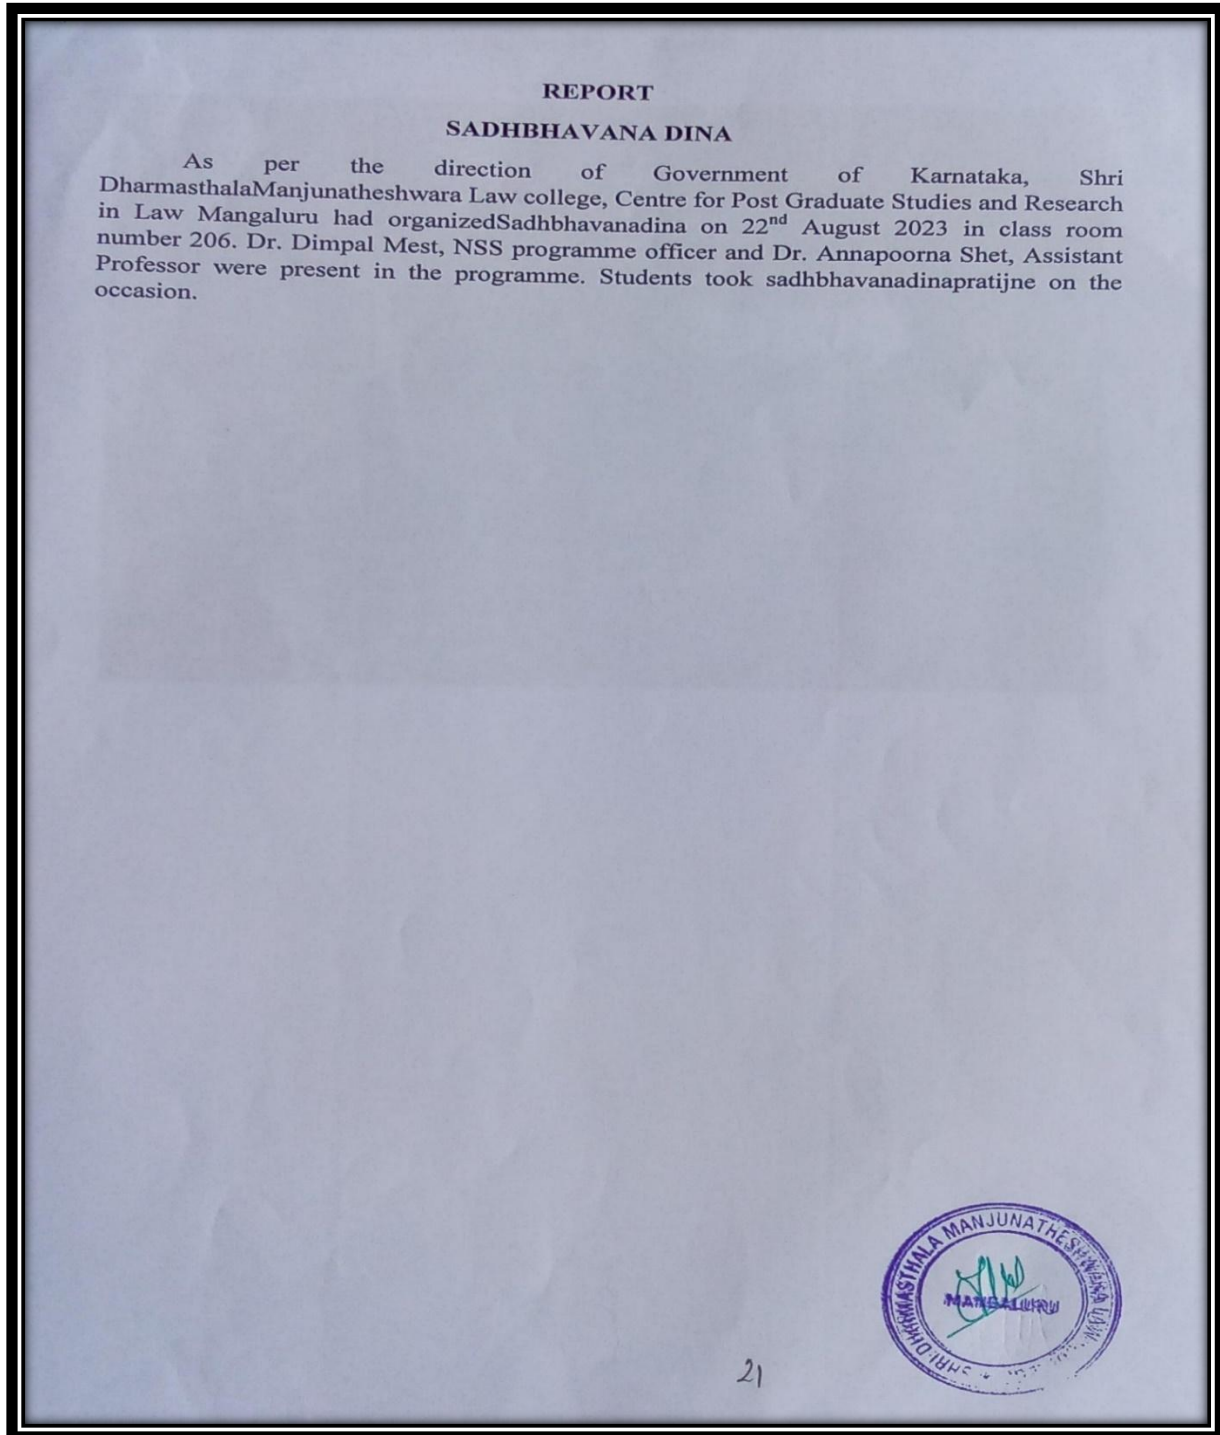 REPORT
SADHBHAVANA DINA
As per the direction of Government of Karnataka, Shri
DharmasthalaManjunatheshwara Law college, Centre for Post Graduate Studies and Research
in Law Mangaluru had organizedSadhbhavanadina on 22nd August 2023 in class room
number 206. Dr. Dimpal Mest, NSS programme officer and Dr. Annapoorna Shet, Assistant
Professor were present in the programme. Students took sadhbhavanadinapratijne on the
occasion.
SHRI DHARMASTHALA MANJUNATHESHWARA LAW
MANGALURU
21